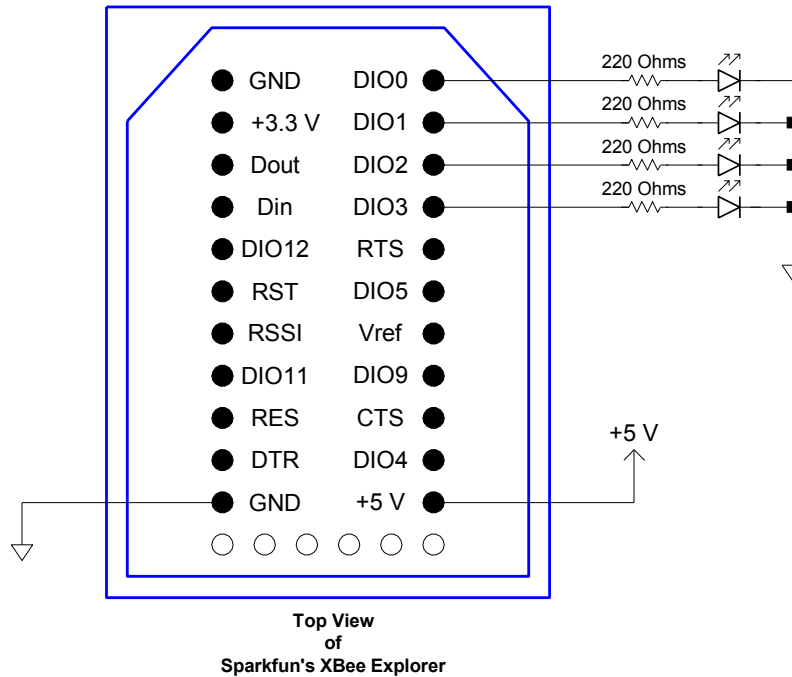 220 Ohms
GND DIO0
220 Ohms
+3.3 V DIO1
220 Ohms
Dout DIO2
220 Ohms
Din DIO3
DIO12 RTS
RST DIO5
RSSI Vref
DIO11 DIO9
RES CTS
+5 V
DTR DIO4
GND +5 V
Top View
of
Sparkfun's XBee Explorer